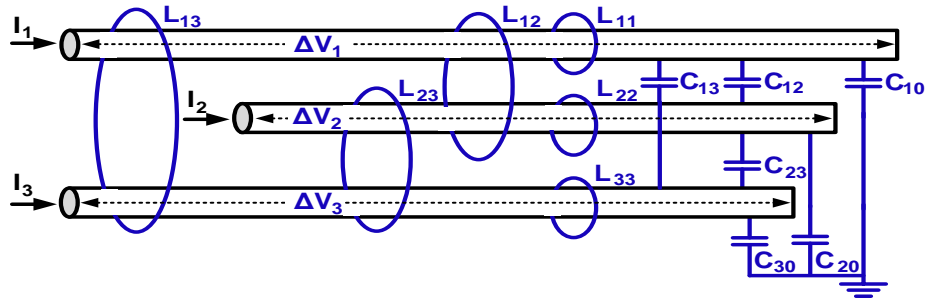 L₁₃ L₁₂ L₁₁
I₁ ΔV₁
C₁₃ C₁₂ C₁₀
L₂₃ L₂₂
I₂ ΔV₂
C₂₃
L₃₃
I₃ ΔV₃
C₃₀ C₂₀